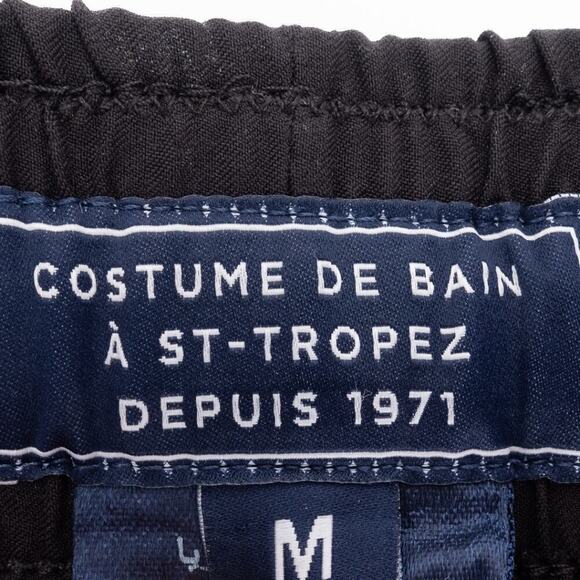 COSTUME DE BAIN
À ST-TROPEZ
DEPUIS 1971
M